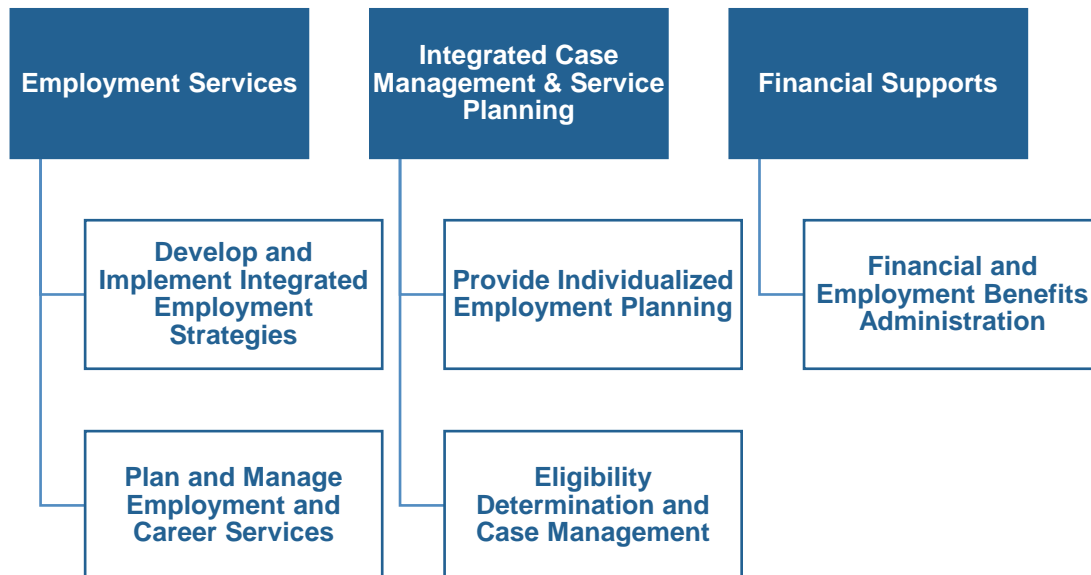 Employment Services
Integrated Case
Management & Service
Planning
Financial Supports
Develop and
Implement Integrated
Employment
Strategies
Provide Individualized
Employment Planning
Financial and
Employment Benefits
Administration
Plan and Manage
Employment and
Career Services
Eligibility
Determination and
Case Management